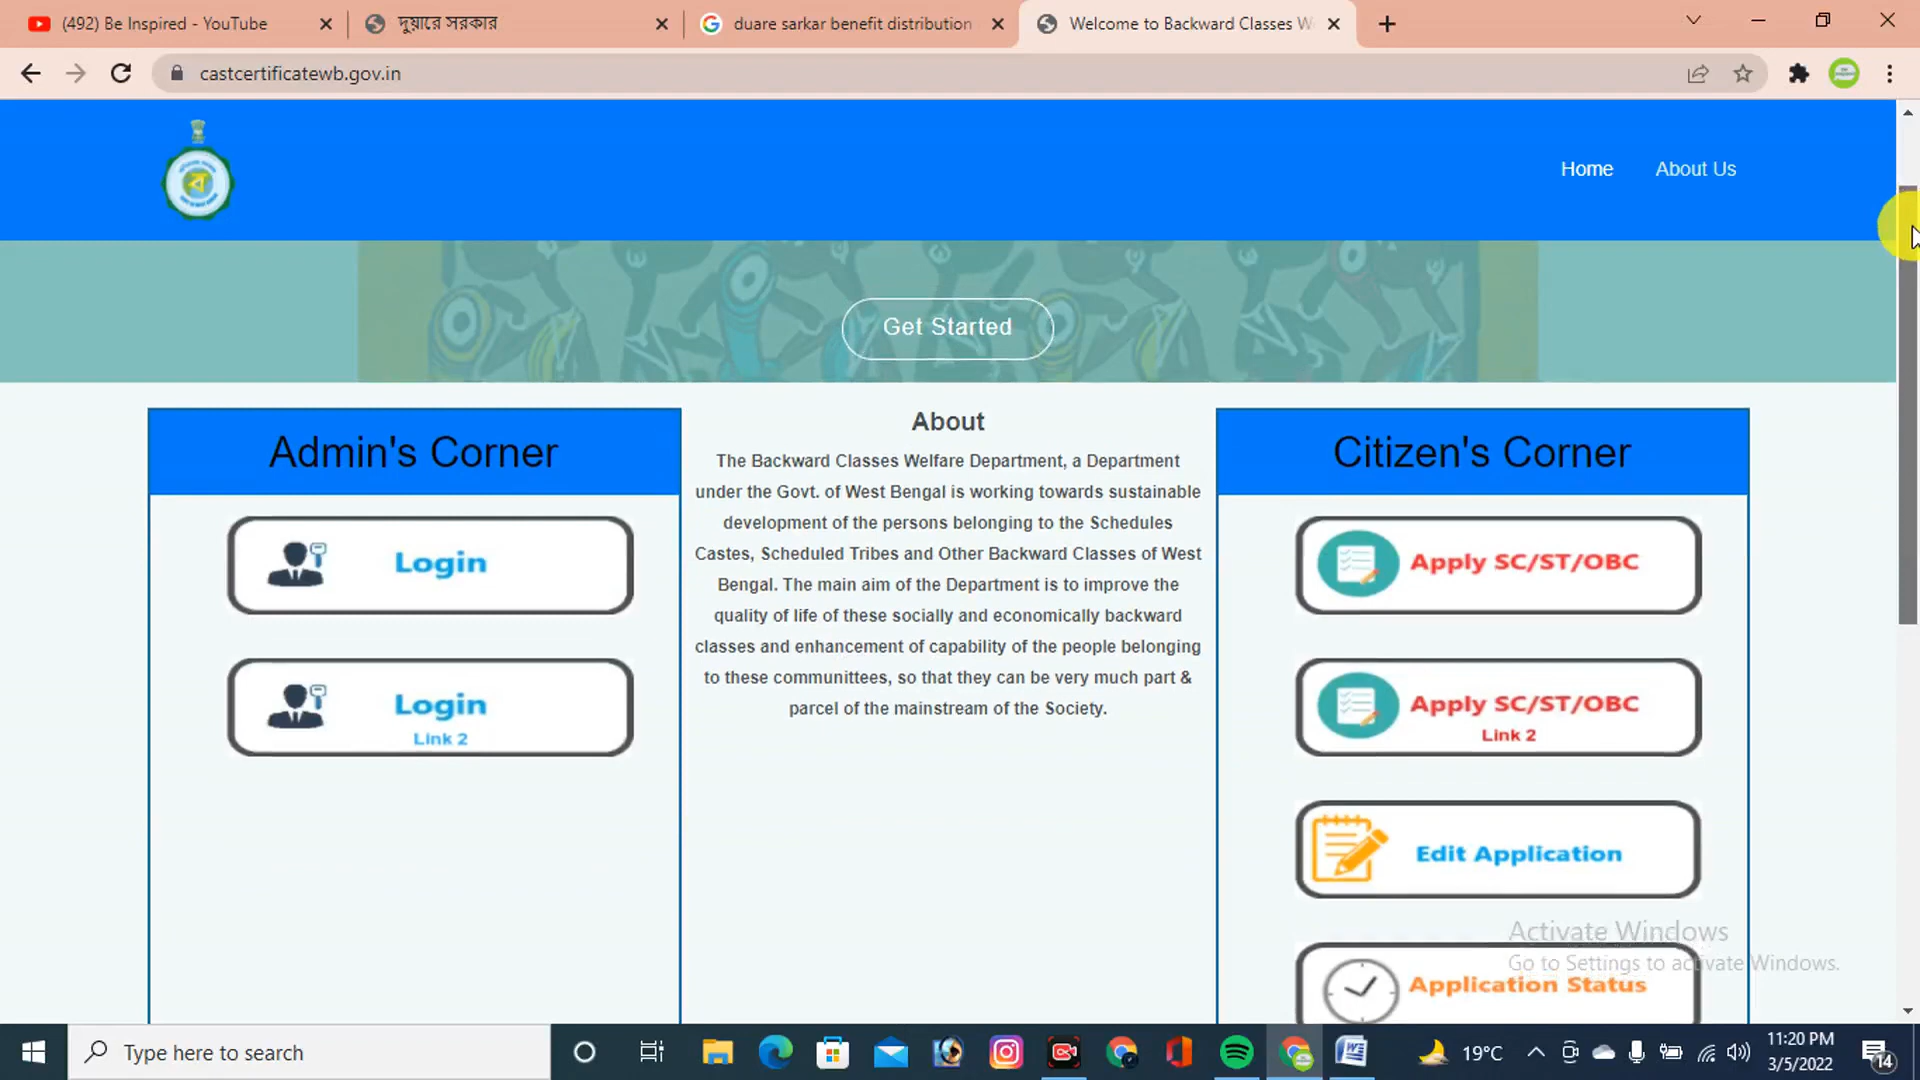 (492) Be Inspired - YouTube
দুয়ারে সরকার
duare sarkar benefit distribution
Welcome to Backward Classes W
castcertificatewb.gov.in
ব
Home
About Us
Get Started
Admin's Corner
Login
Login
Link 2
About
The Backward Classes Welfare Department, a Department
under the Govt. of West Bengal is working towards sustainable
development of the persons belonging to the Schedules
Castes, Scheduled Tribes and Other Backward Classes of West
Bengal. The main aim of the Department is to improve the
quality of life of these socially and economically backward
classes and enhancement of capability of the people belonging
to these communittees, so that they can be very much part &
parcel of the mainstream of the Society.
Citizen's Corner
Apply SC/ST/OBC
Apply SC/ST/OBC
Link 2
Edit Application
Application Status
Activate Windows
Go to Settings to activate Windows.
Type here to search
19°C
11:20 PM
3/5/2022
14